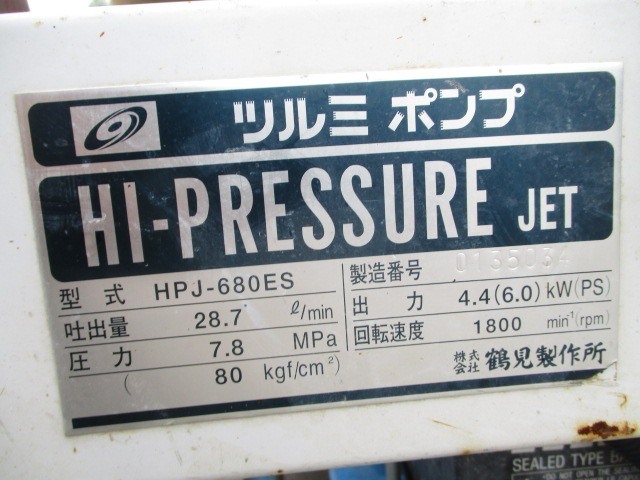 ツルミポンプ
HI-PRESSURE JET
型式 HPJ-680ES
吐出量 28.7 ℓ/min
圧力 7.8 MPa
( 80 kgf/cm²)
製造番号 0135034
出力 4.4(6.0)kW(PS)
回転速度 1800 min⁻¹(rpm)
株式会社 鶴見製作所
SEALED TYPE